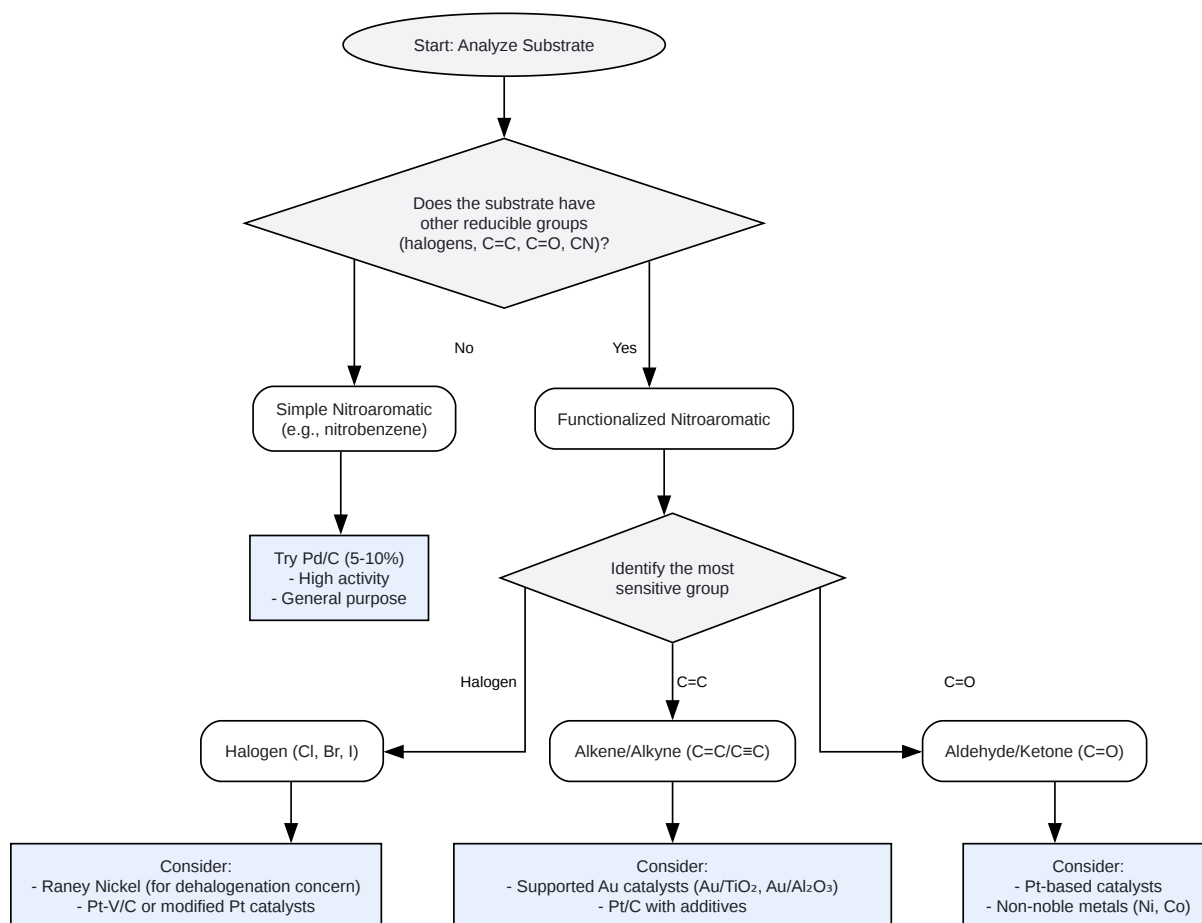 Start: Analyze Substrate
Does the substrate have
other reducible groups
(halogens, C=C, C=O, CN)?
No
Yes
Simple Nitroaromatic
(e.g., nitrobenzene)
Functionalized Nitroaromatic
Try Pd/C (5-10%)
- High activity
- General purpose
Identify the most
sensitive group
Halogen
C=C
C=O
Halogen (Cl, Br, I)
Alkene/Alkyne (C=C/C≡C)
Aldehyde/Ketone (C=O)
Consider:
- Raney Nickel (for dehalogenation concern)
- Pt-V/C or modified Pt catalysts
Consider:
- Supported Au catalysts (Au/TiO₂, Au/Al₂O₃)
- Pt/C with additives
Consider:
- Pt-based catalysts
- Non-noble metals (Ni, Co)